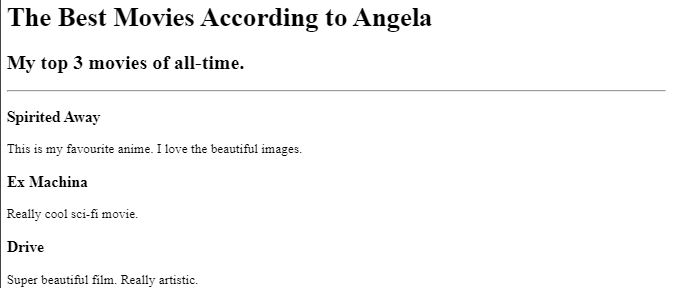 The Best Movies According to Angela
My top 3 movies of all-time.
Spirited Away
This is my favourite anime. I love the beautiful images.
Ex Machina
Really cool sci-fi movie.
Drive
Super beautiful film. Really artistic.